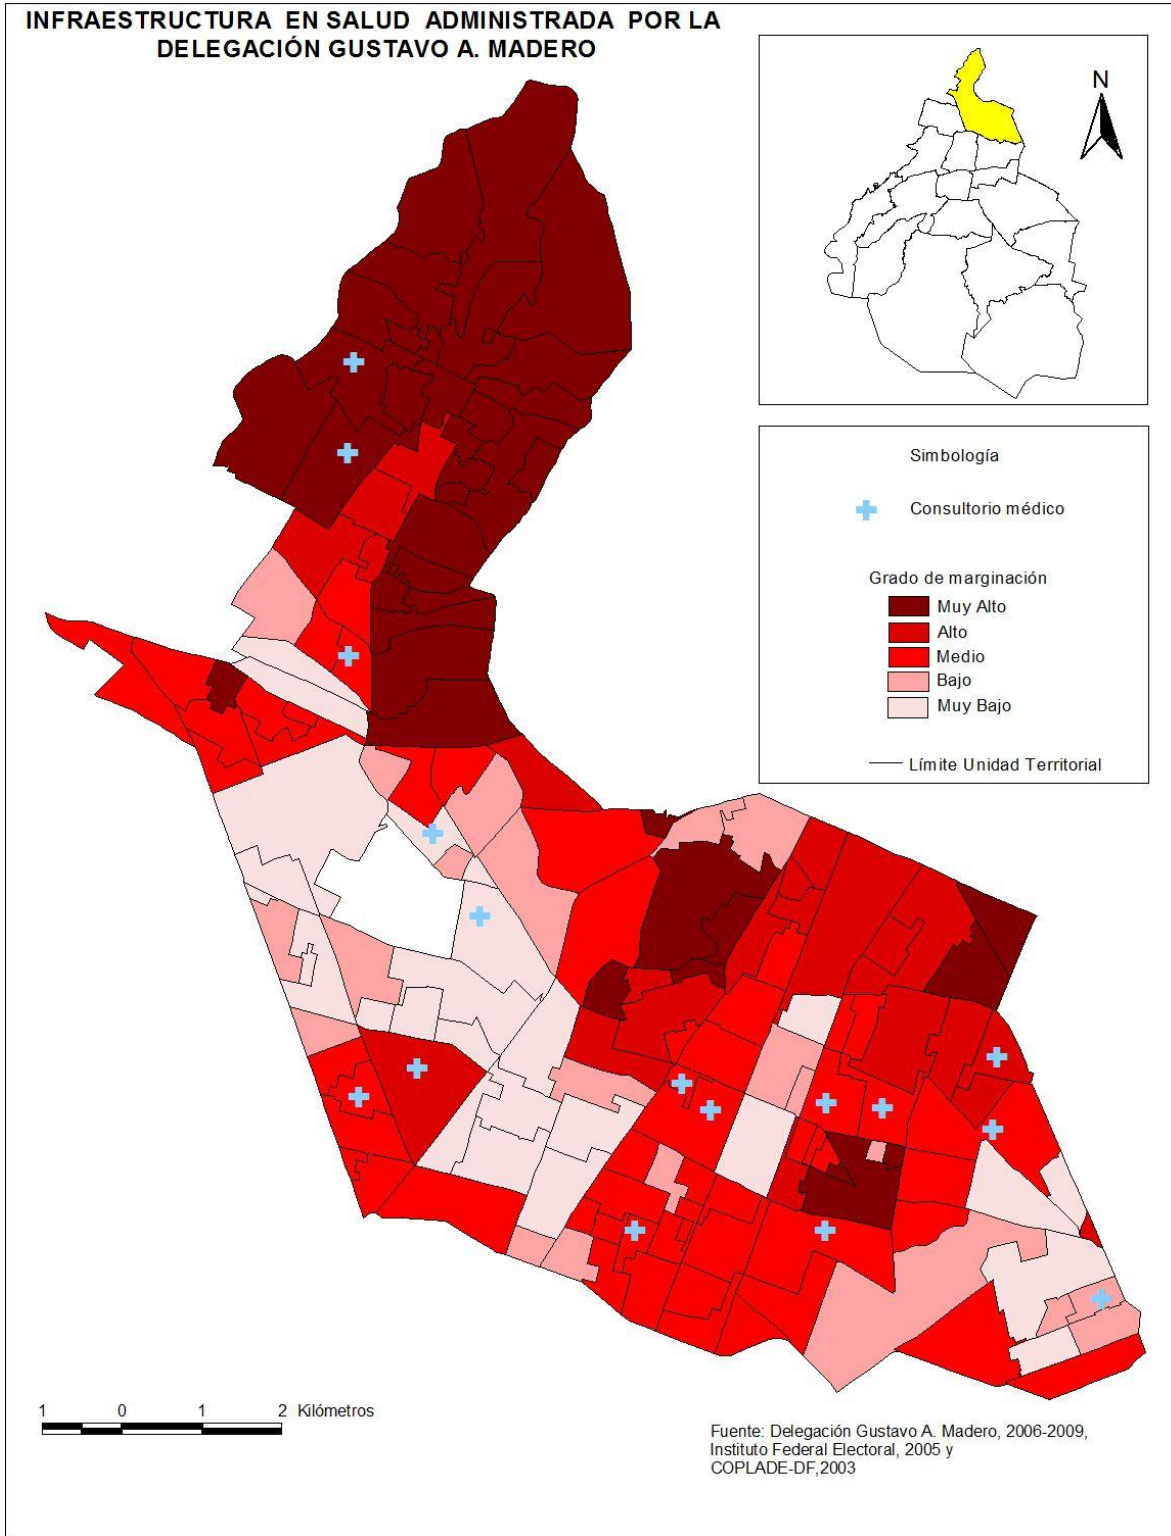 INFRAESTRUCTURA EN SALUD ADMINISTRADA POR LA
DELEGACIÓN GUSTAVO A. MADERO
N
Simbología
Consultorio médico
Grado de marginación
Muy Alto
Alto
Medio
Bajo
Muy Bajo
Límite Unidad Territorial
1 0 1 2 Kilómetros
Fuente: Delegación Gustavo A. Madero, 2006-2009,
Instituto Federal Electoral, 2005 y
COPLADE-DF,2003